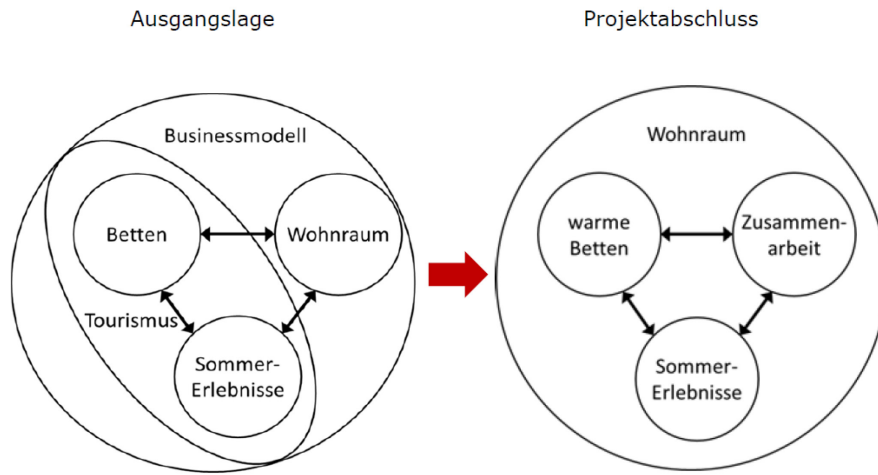 Ausgangslage
Businessmodell
Betten
Wohnraum
Tourismus
Sommer-
Erlebnisse
Projektabschluss
Wohnraum
warme
Betten
Zusammen-
arbeit
Sommer-
Erlebnisse